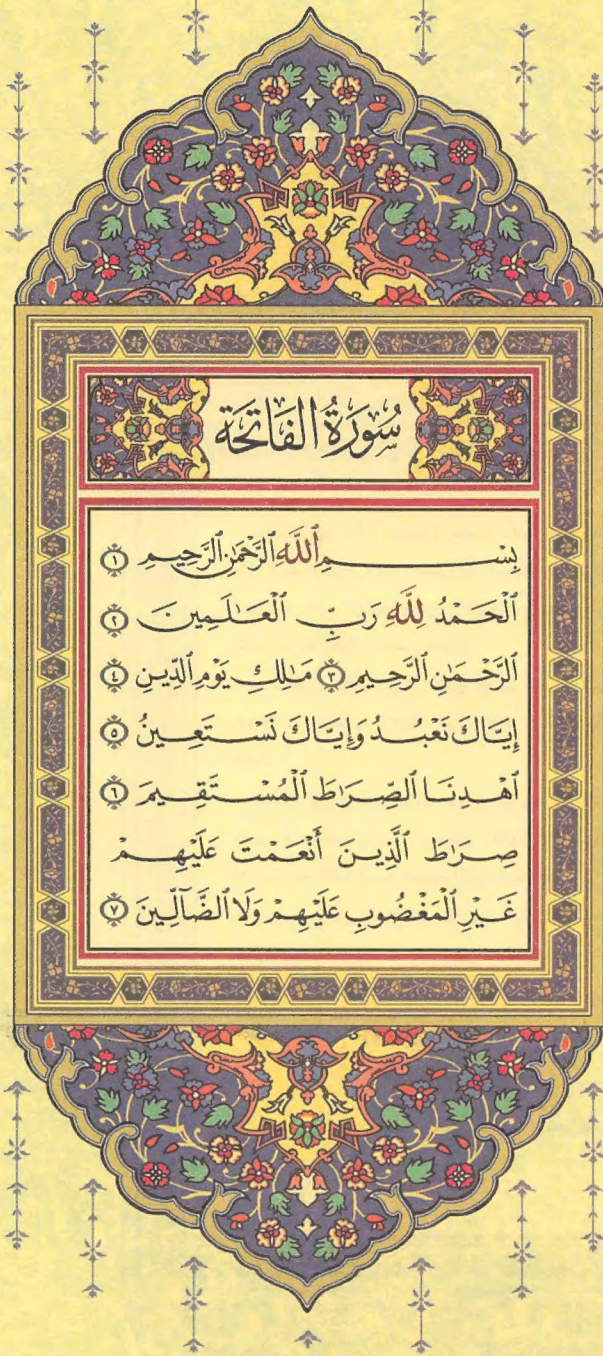 سُورَةُ الفَاتِحَة
بِسْمِ ٱللَّهِ ٱلرَّحْمَٰنِ ٱلرَّحِيمِ ١
ٱلْحَمْدُ لِلَّهِ رَبِّ ٱلْعَٰلَمِينَ ٢
ٱلرَّحْمَٰنِ ٱلرَّحِيمِ ٣ مَٰلِكِ يَوْمِ ٱلدِّينِ ٤
إِيَّاكَ نَعْبُدُ وَإِيَّاكَ نَسْتَعِينُ ٥
ٱهْدِنَا ٱلصِّرَٰطَ ٱلْمُسْتَقِيمَ ٦
صِرَٰطَ ٱلَّذِينَ أَنْعَمْتَ عَلَيْهِمْ
غَيْرِ ٱلْمَغْضُوبِ عَلَيْهِمْ وَلَا ٱلضَّآلِّينَ ٧